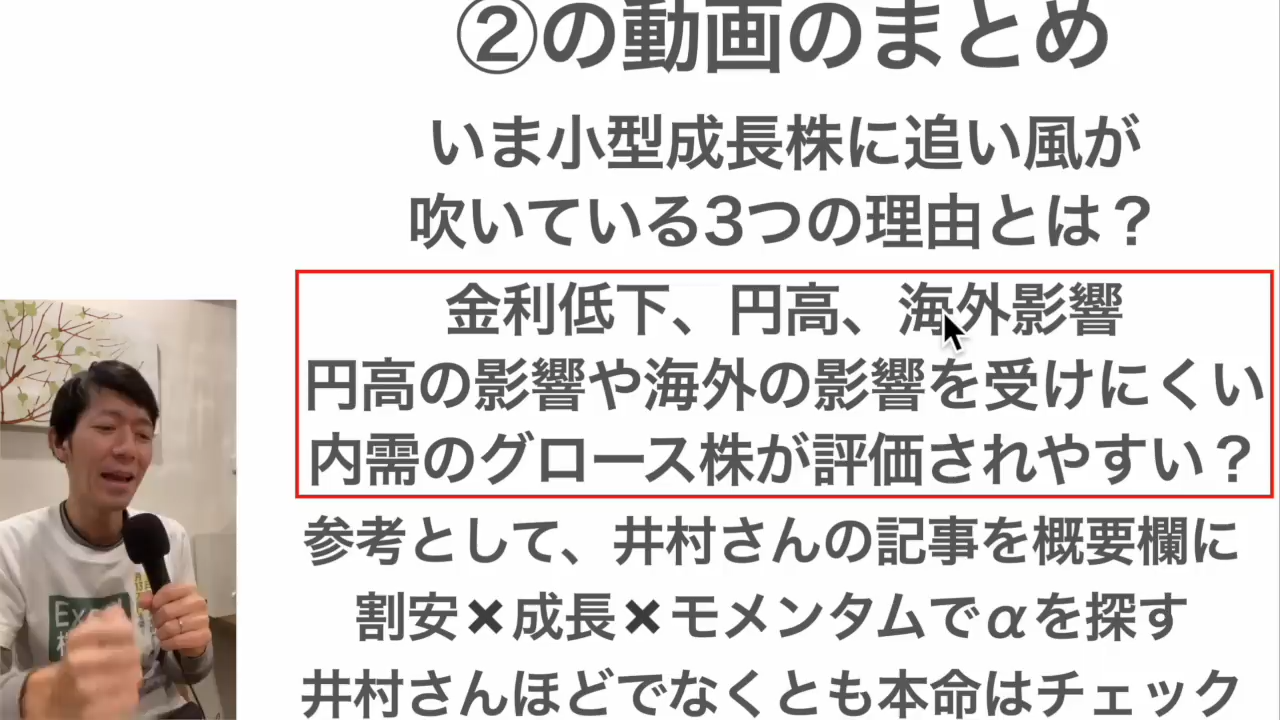 ②の動画のまとめ
いま小型成長株に追い風が
吹いている3つの理由とは？
金利低下、円高、海外影響
円高の影響や海外の影響を受けにくい
内需のグロース株が評価されやすい？
参考として、井村さんの記事を概要欄に
割安✖成長✖モメンタムでαを探す
井村さんほどでなくとも本命はチェック